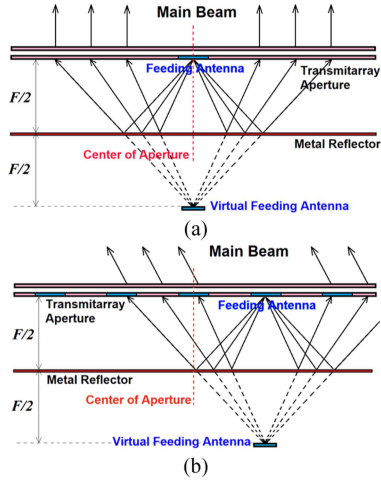 Main Beam
Feeding Antenna
Transmitarray
Aperture
F/2
Metal Reflector
Center of Aperture
F/2
Virtual Feeding Antenna
(a)
Main Beam
Transmitarray
Aperture
Feeding Antenna
F/2
Metal Reflector
Center of Aperture
F/2
Virtual Feeding Antenna
(b)